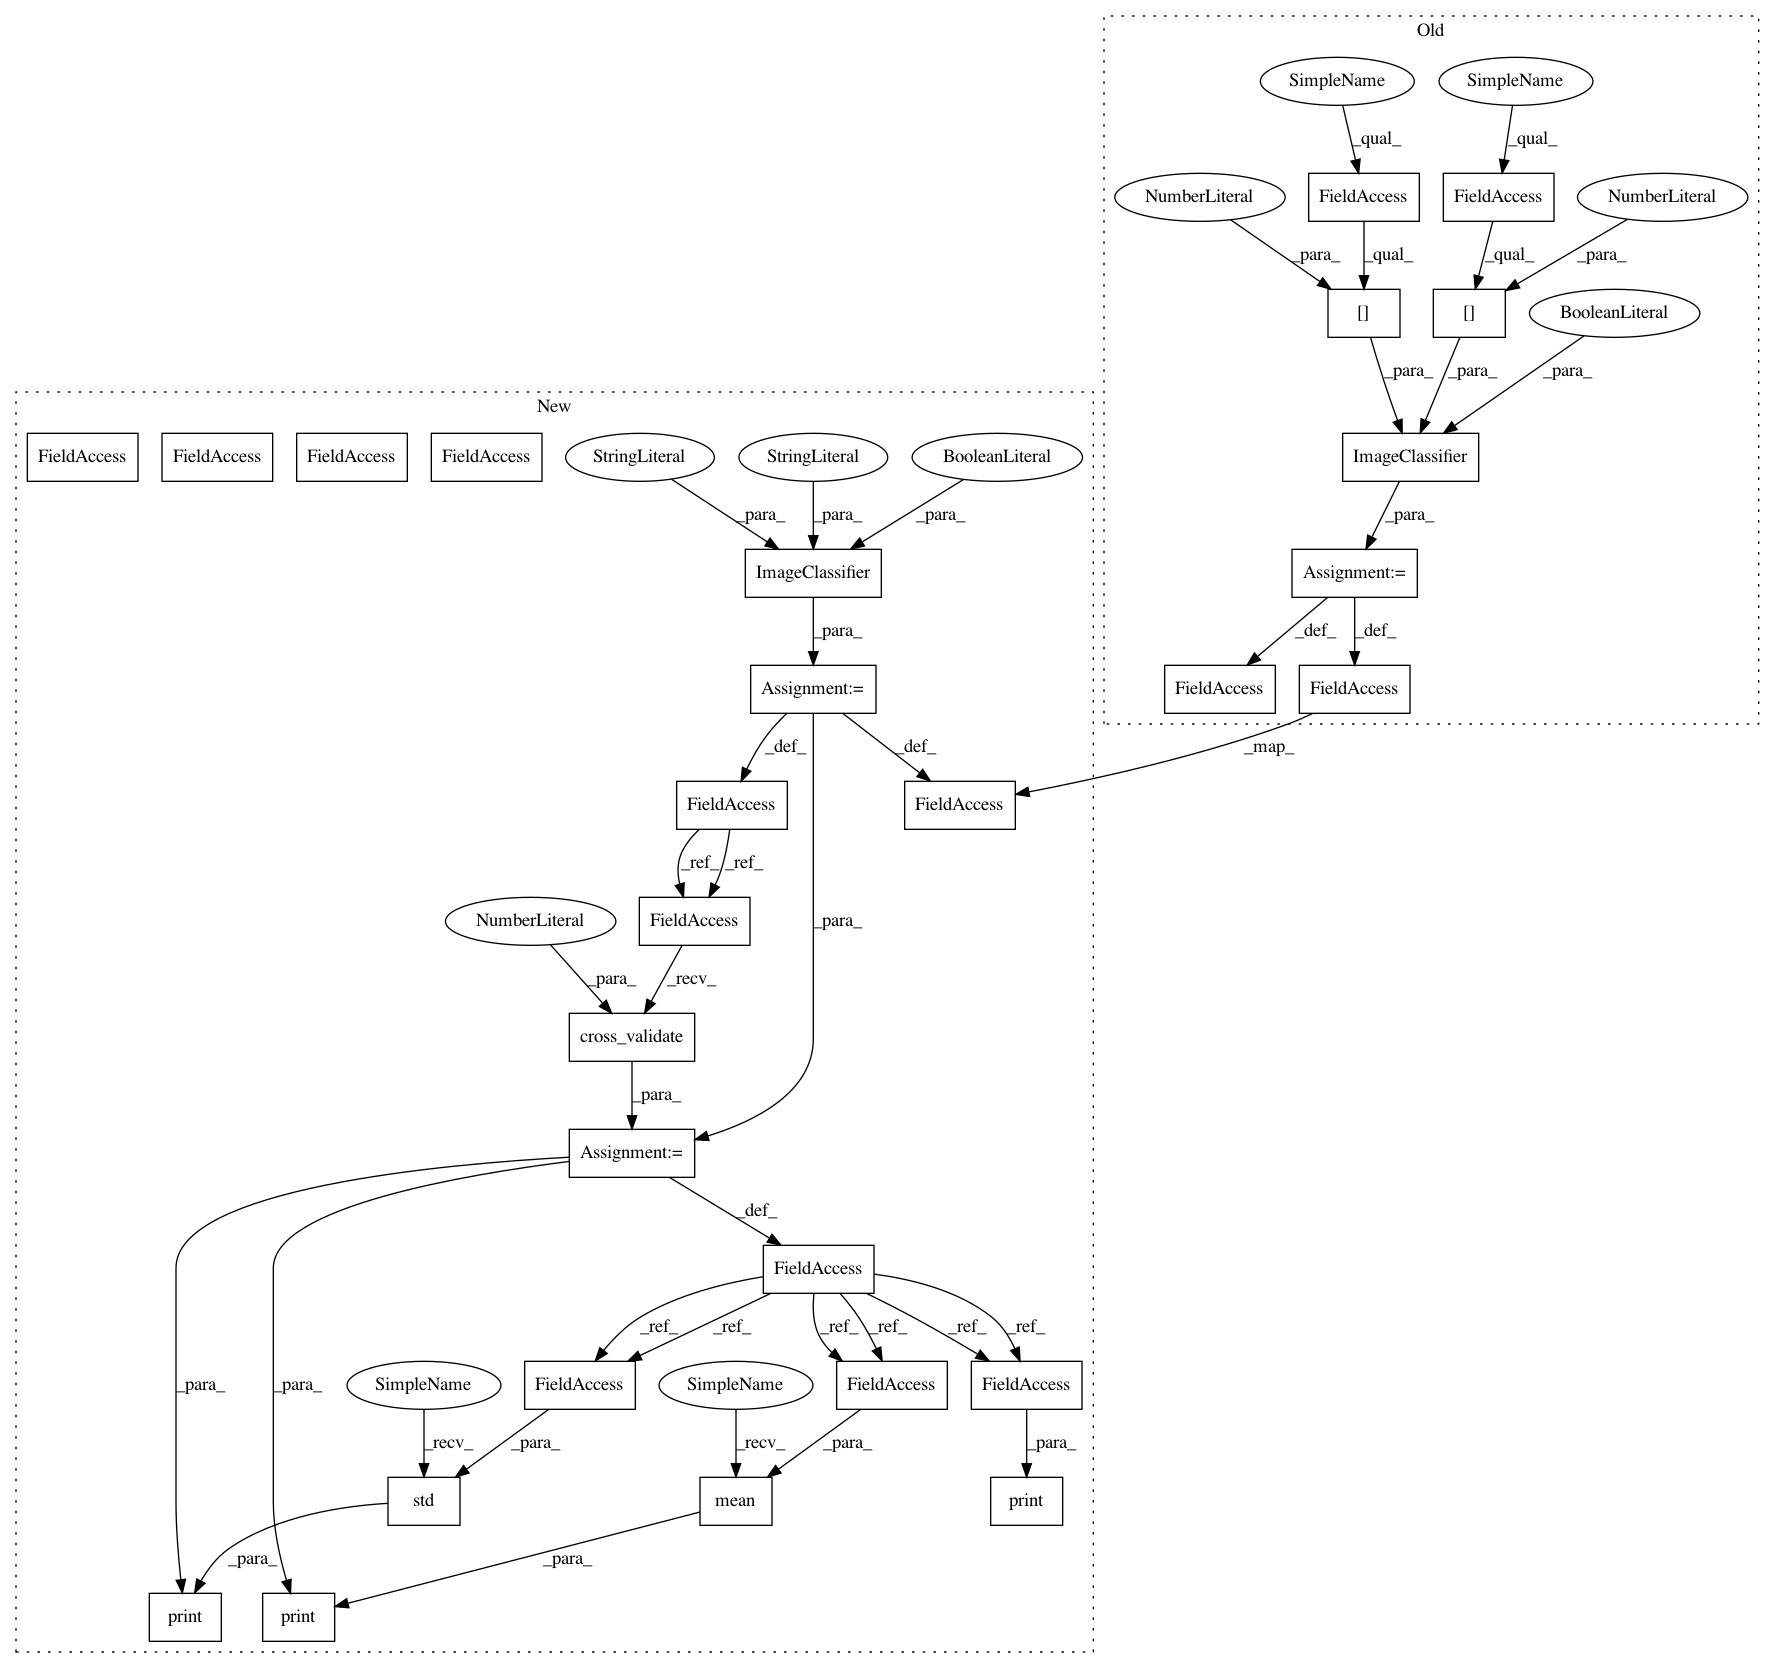 Old
SimpleName SimpleName
_qual_ _qual_
NumberLiteral FieldAccess FieldAccess NumberLiteral
_para_ _qual_ _qual_ _para_
[] [] BooleanLiteral
_para_ _para_ _para_
New
FieldAccess FieldAccess FieldAccess FieldAccess StringLiteral StringLiteral BooleanLiteral ImageClassifier
_para_ _para_ _para_ _para_
ImageClassifier Assignment:=
_para_ _def_ _def_
Assignment:= FieldAccess FieldAccess
_def_ _def_ _map_
FieldAccess FieldAccess
_ref_ _ref_
NumberLiteral FieldAccess _para_
_para_ _recv_
cross_validate
_para_
Assignment:=
_def_
FieldAccess
_ref_ _ref_ _ref_ _ref_ _ref_ _ref_
_para_ _para_ SimpleName FieldAccess SimpleName FieldAccess FieldAccess
_recv_ _para_ _recv_ _para_ _para_
std mean print
_para_ _para_
print print